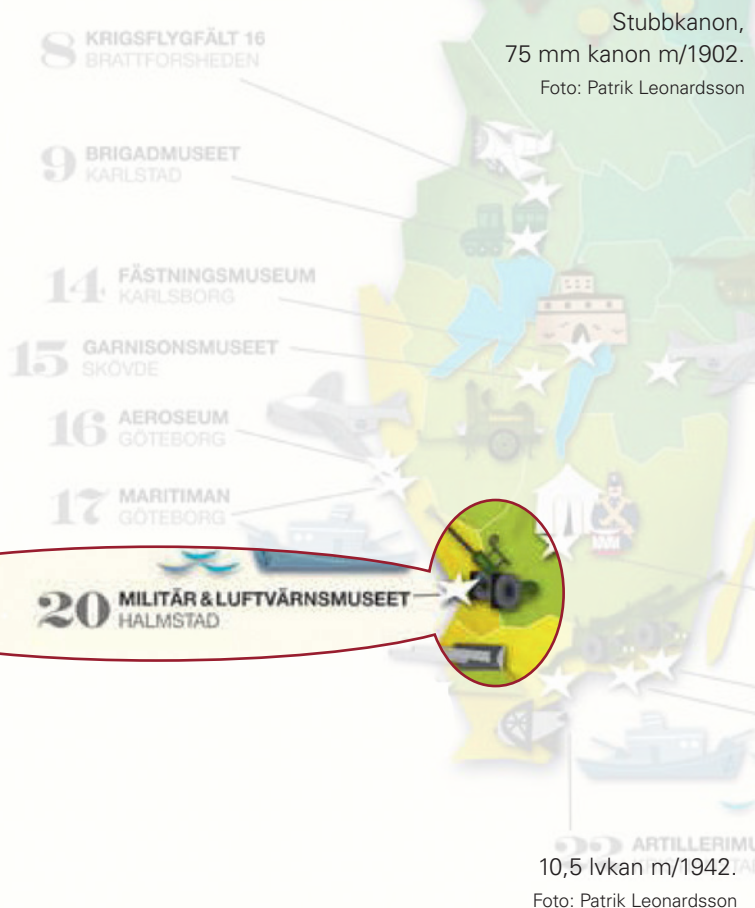 Stubbkanon,
75 mm kanon m/1902.
Foto: Patrik Leonardsson
8 KRIGSFLYGFÄLT 16
BRATTFORSHEDEN
9 BRIGADMUSEET
KARLSTAD
14 FÄSTNINGSMUSEUM
KARLSBORG
15 GARNISONSMUSEET
SKÖVDE
16 AEROSEUM
GÖTEBORG
17 MARITIMAN
GÖTEBORG
20 MILITÄR & LUFTVÄRNSMUSEET
HALMSTAD
22 ARTILLERIMU
10,5 lvkan m/1942.
Foto: Patrik Leonardsson